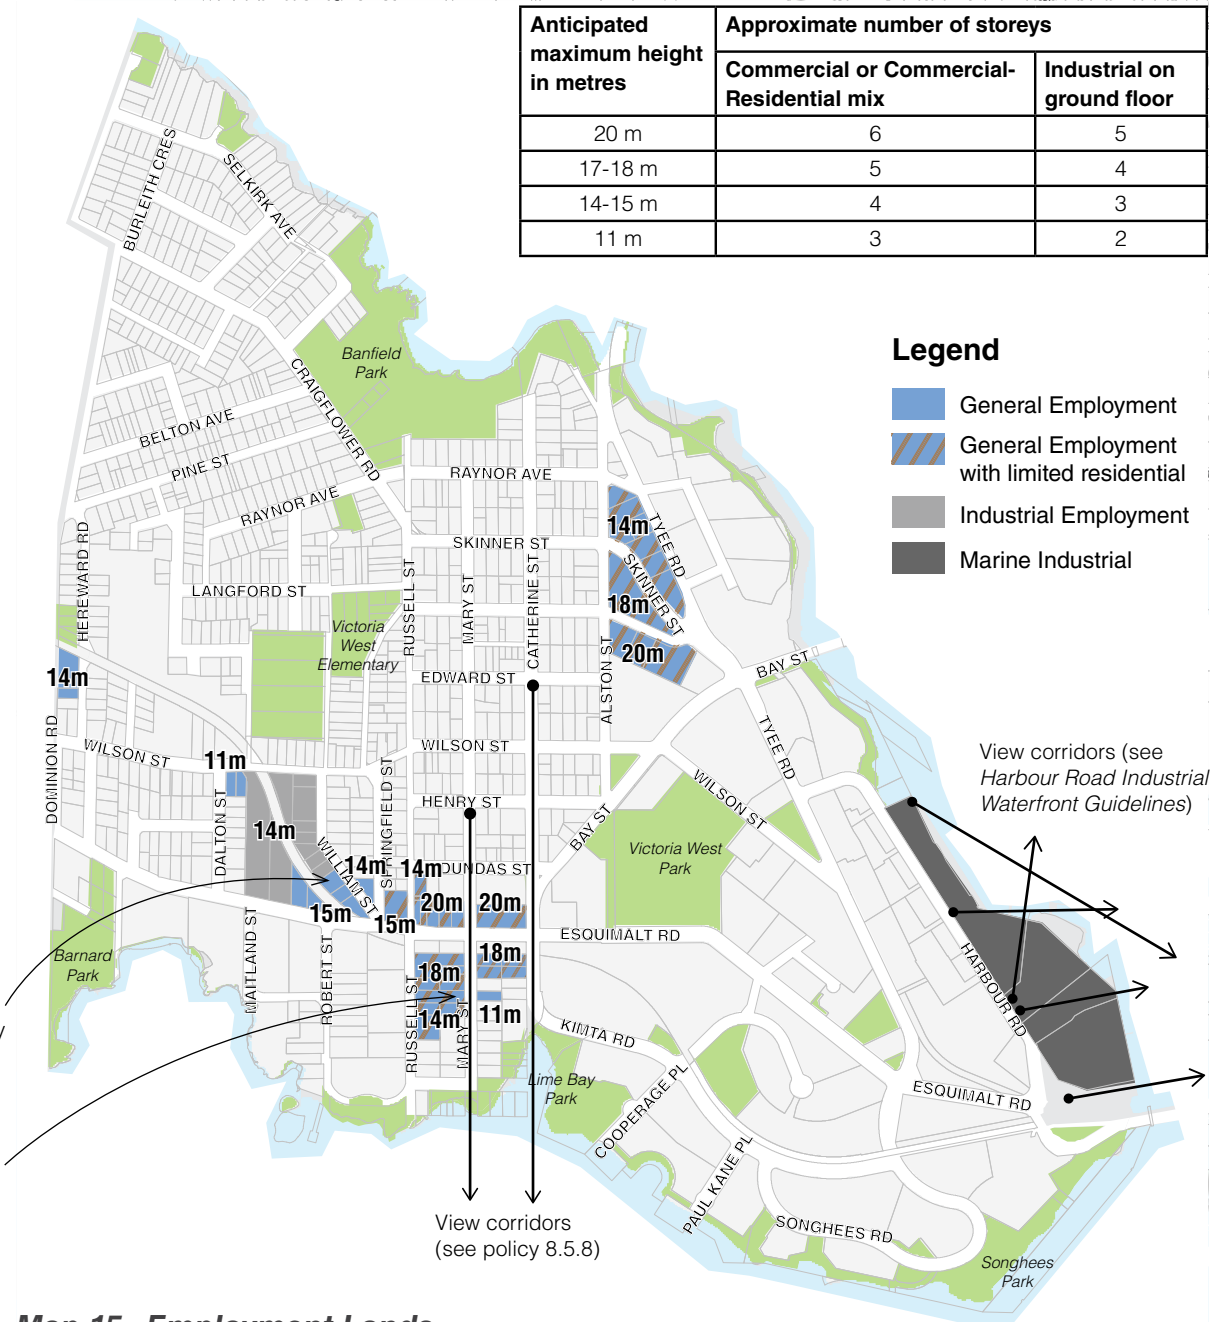 Anticipated
maximum height
in metres
Approximate number of storeys
Commercial or Commercial-
Residential mix
Industrial on
ground floor
20 m 6 5
17-18 m 5 4
14-15 m 4 3
11 m 3 2
Legend
General Employment
General Employment
with limited residential
Industrial Employment
Marine Industrial
BURLEITH CRES
SELKIRK AVE
Banfield
Park
CRAIGFLOWER RD
BELTON AVE
PINE ST
RAYNOR AVE
RAYNOR AVE
SKINNER ST
14m
TYEE RD
HEREWARD RD
LANGFORD ST
RUSSELL ST
MARY ST
CATHERINE ST
SKINNER ST
18m
Victoria
West
Elementary
20m
14m
EDWARD ST
ALSTON ST
BAY ST
DOMINION RD
WILSON ST
11m
WILSON ST
TYEE RD
WILSON ST
View corridors (see
Harbour Road Industrial
Waterfront Guidelines)
DALTON ST
14m
SPRINGFIELD ST
HENRY ST
BAY ST
WILLIAM ST
14m
14m
DUNDAS ST
Victoria West
Park
15m
15m
20m
20m
ESQUIMALT RD
HARBOUR RD
Barnard
Park
MAITLAND ST
ROBERT ST
RUSSELL ST
18m
18m
14m
MARY ST
11m
KIMTA RD
Lime Bay
Park
COOPERAGE PL
ESQUIMALT RD
PAUL KANE PL
SONGHEES RD
View corridors
(see policy 8.5.8)
Songhees
Park
Map 15 Employment Lands